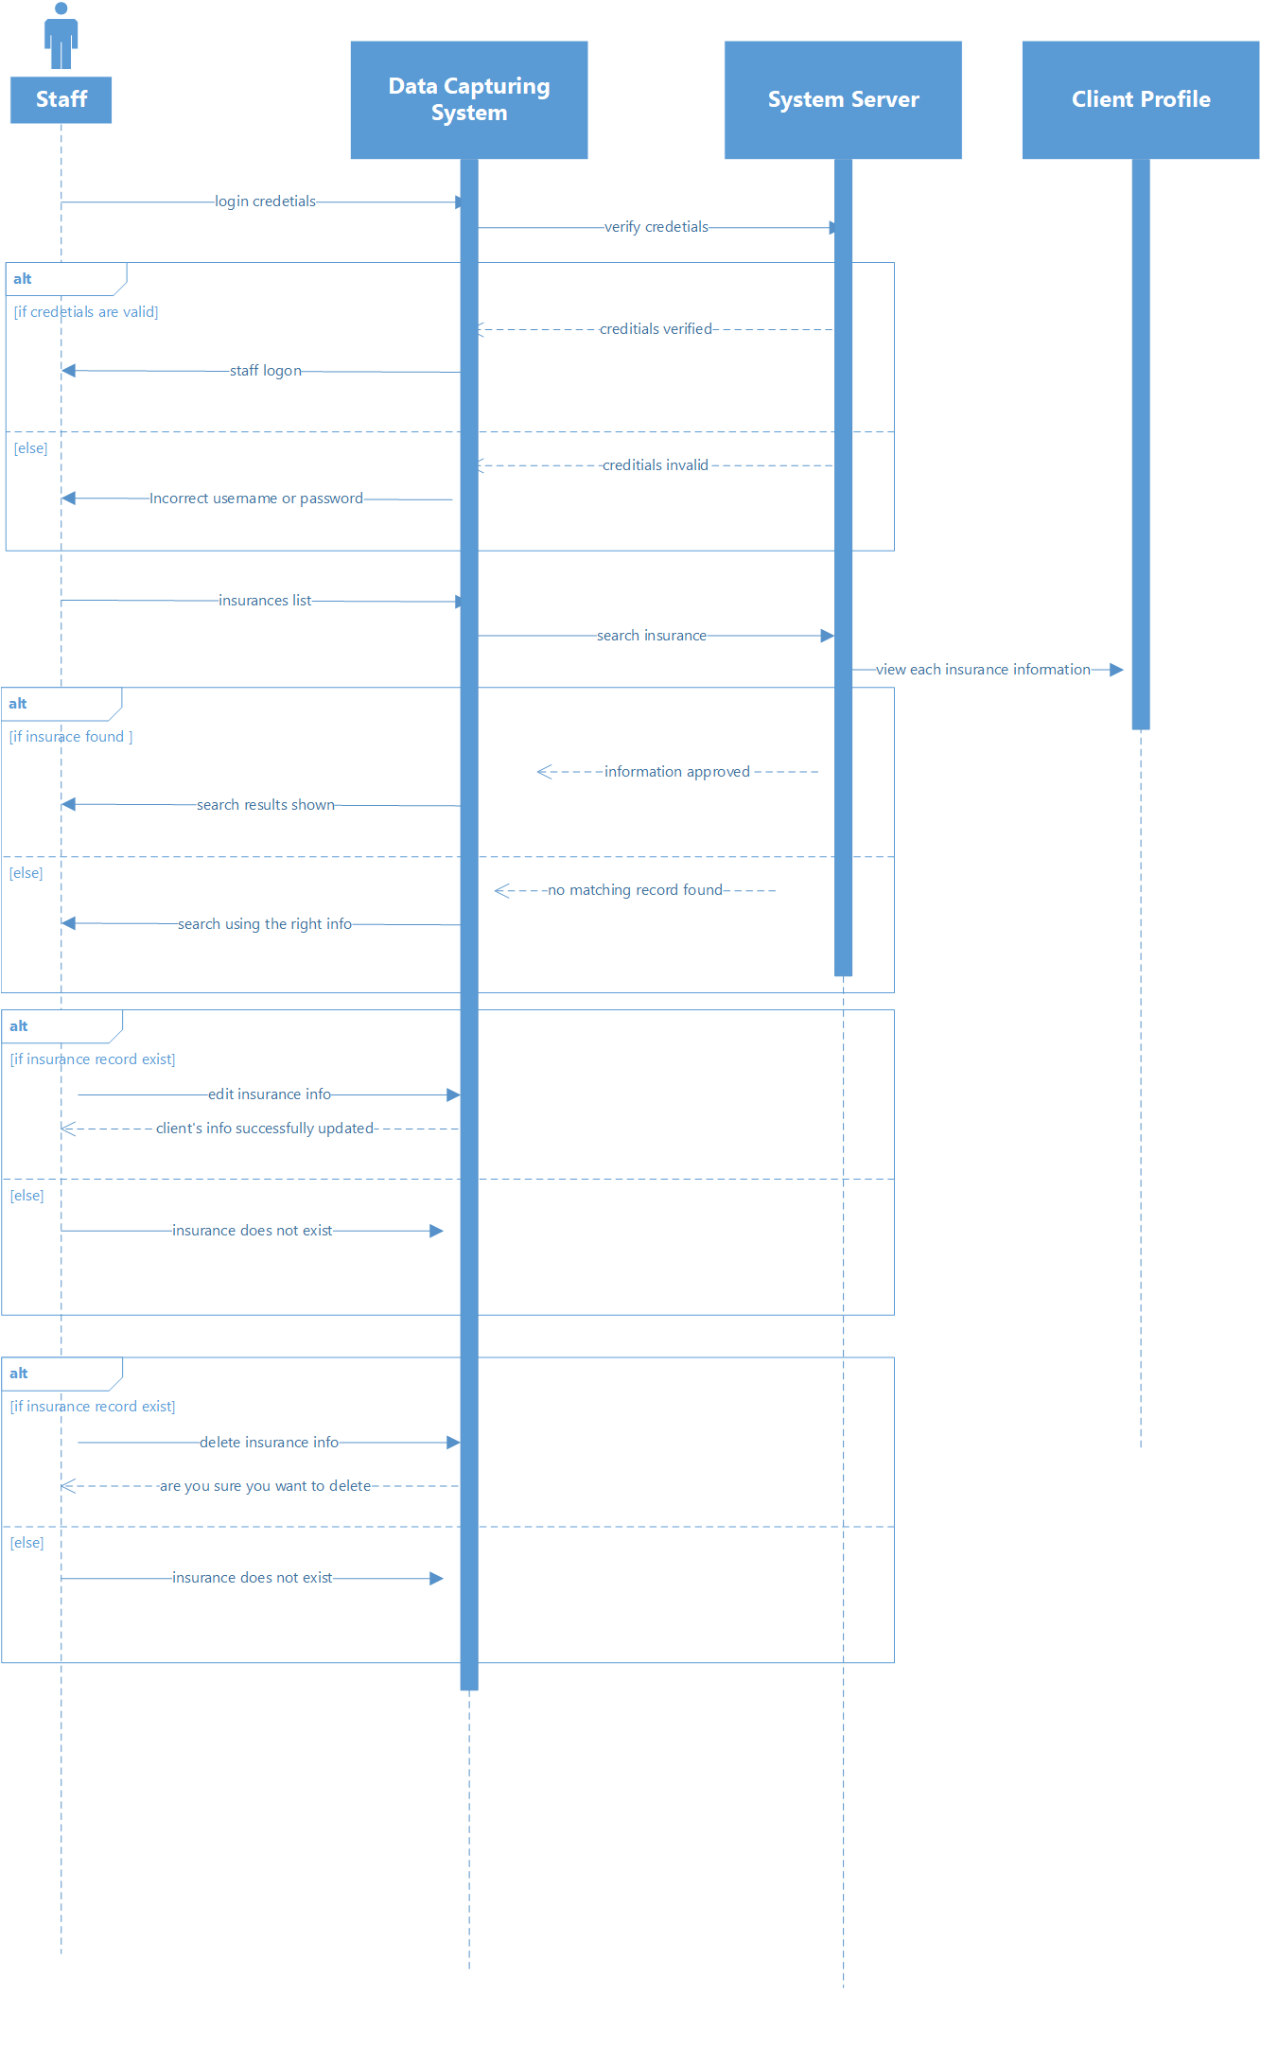 Staff
Data Capturing
System
System Server
Client Profile
login credetials
verify credetials
alt
[if credetials are valid]
creditials verified
staff logon
[else]
creditials invalid
Incorrect username or password
insurances list
search insurance
view each insurance information
alt
[if insurace found ]
information approved
search results shown
[else]
no matching record found
search using the right info
alt
[if insurance record exist]
edit insurance info
client's info successfully updated
[else]
insurance does not exist
alt
[if insurance record exist]
delete insurance info
are you sure you want to delete
[else]
insurance does not exist